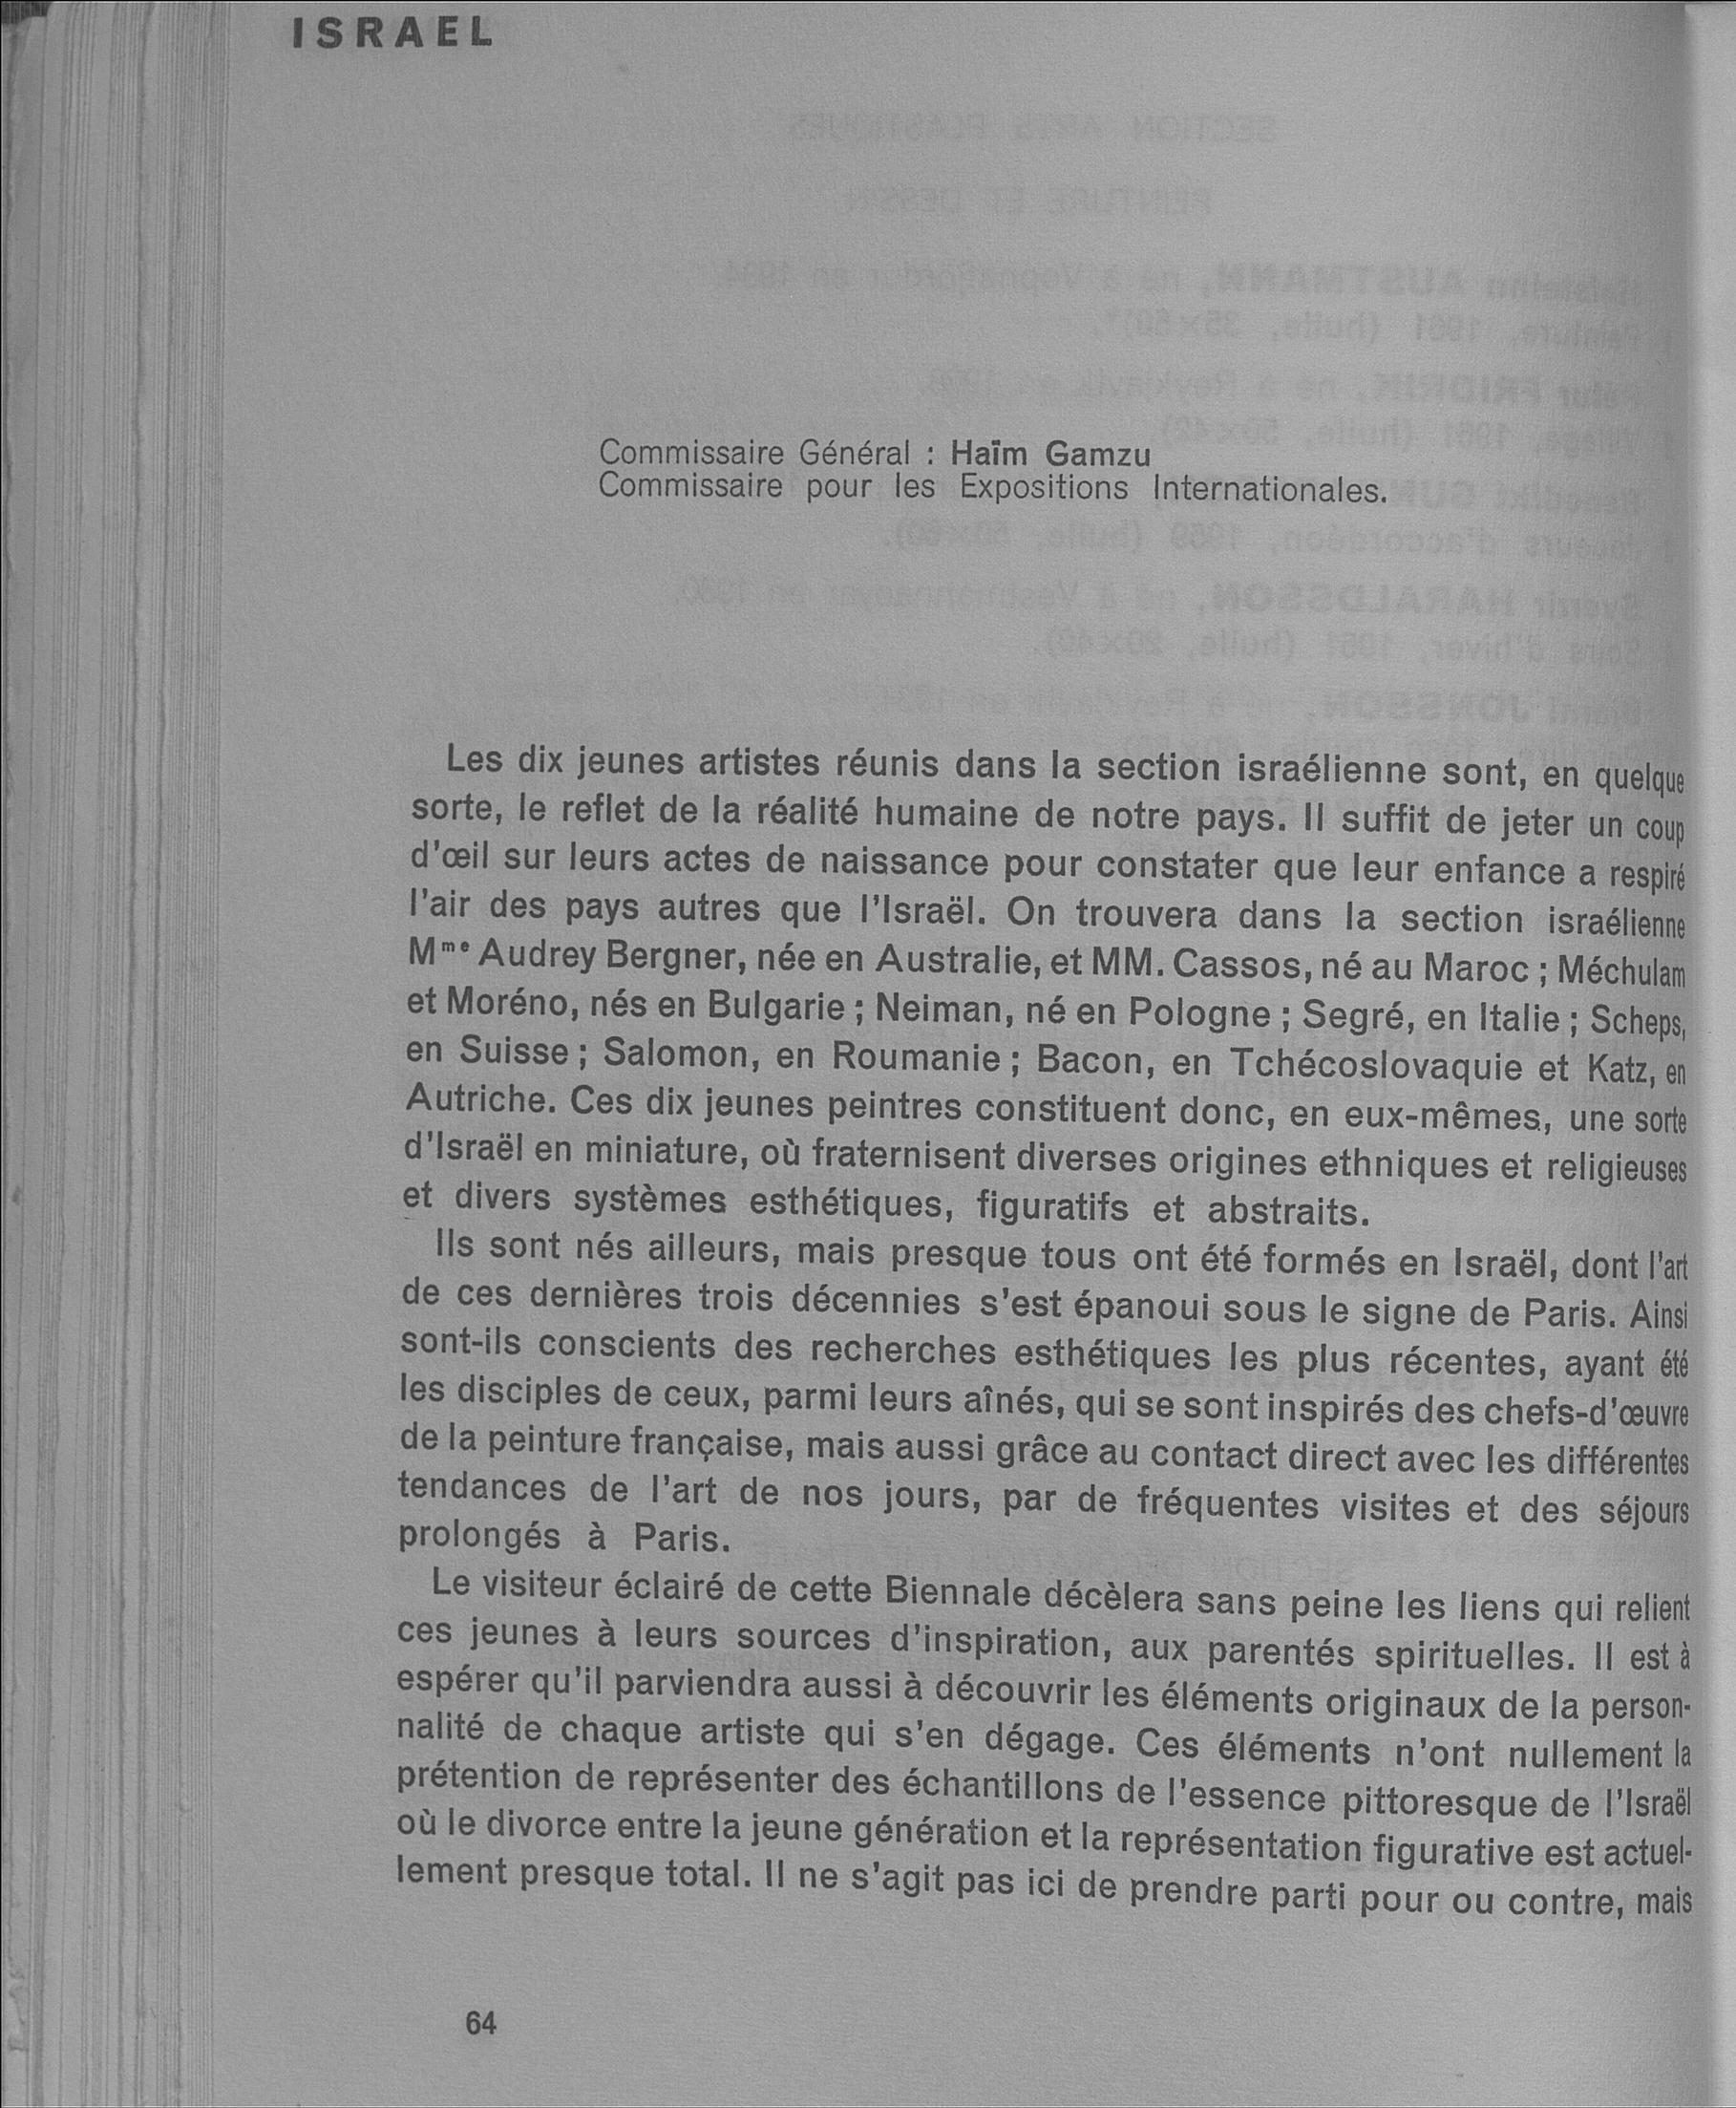 ISRAEL
Commissaire Général : Haïm Gamzu
Commissaire pour les Expositions Internationales.
Les dix jeunes artistes réunis dans la section israélienne sont, en quelque
sorte, le reflet de la réalité humaine de notre pays. Il suffit de jeter un coup
d'œil sur leurs actes de naissance pour constater que leur enfance a respiré
l'air des pays autres que l'Israël. On trouvera dans la section israélienne
Mme Audrey Bergner, née en Australie, et MM. Cassos, né au Maroc ; Méchulam
et Moréno, nés en Bulgarie ; Neiman, né en Pologne ; Segré, en Italie ; Scheps,
en Suisse ; Salomon, en Roumanie ; Bacon, en Tchécoslovaquie et Katz, en
Autriche. Ces dix jeunes peintres constituent donc, en eux-mêmes, une sorte
d'Israël en miniature, où fraternisent diverses origines ethniques et religieuses
et divers systèmes esthétiques, figuratifs et abstraits.
Ils sont nés ailleurs, mais presque tous ont été formés en Israël, dont l'art
de ces dernières trois décennies s'est épanoui sous le signe de Paris. Ainsi
sont-ils conscients des recherches esthétiques les plus récentes, ayant été
les disciples de ceux, parmi leurs aînés, qui se sont inspirés des chefs-d'œuvre
de la peinture française, mais aussi grâce au contact direct avec les différentes
tendances de l'art de nos jours, par de fréquentes visites et des séjours
prolongés à Paris.
Le visiteur éclairé de cette Biennale décèlera sans peine les liens qui relient
ces jeunes à leurs sources d'inspiration, aux parentés spirituelles. Il est à
espérer qu'il parviendra aussi à découvrir les éléments originaux de la person-
nalité de chaque artiste qui s'en dégage. Ces éléments n'ont nullement la
prétention de représenter des échantillons de l'essence pittoresque de l'Israël
où le divorce entre la jeune génération et la représentation figurative est actuel-
lement presque total. Il ne s'agit pas ici de prendre parti pour ou contre, mais
64